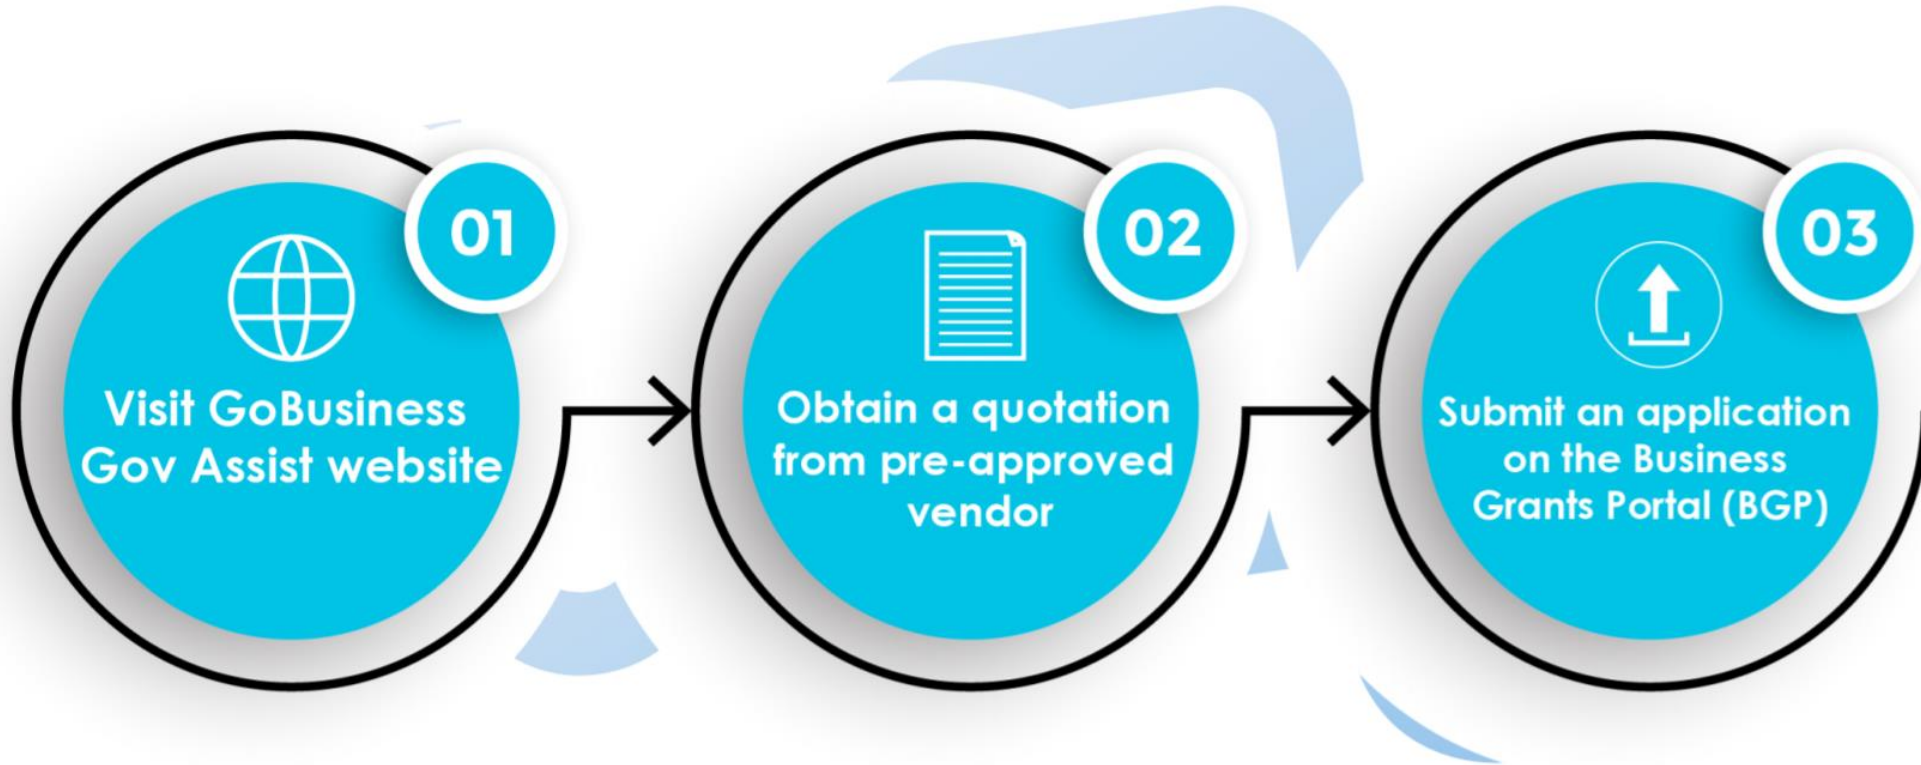 01
Visit GoBusiness
Gov Assist website
02
Obtain a quotation
from pre-approved
vendor
03
Submit an application
on the Business
Grants Portal (BGP)